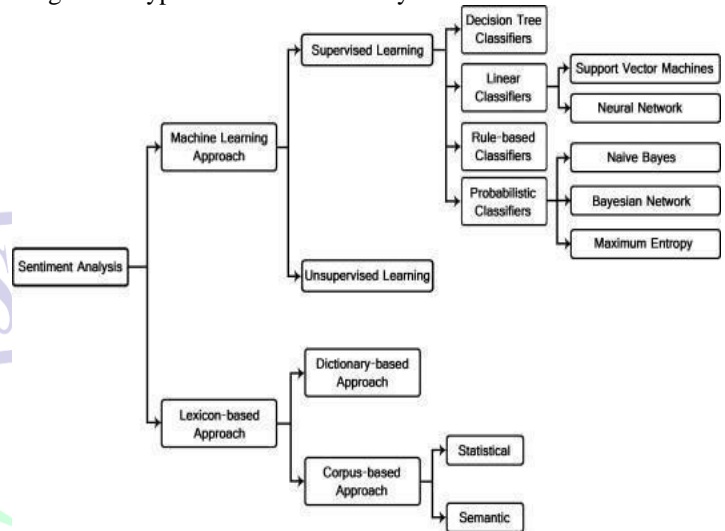 Decision Tree
Classifiers
Supervised Learning
Linear
Classifiers
Support Vector Machines
Neural Network
Machine Learning
Approach
Rule-based
Classifiers
Naive Bayes
Probabilistic
Classifiers
Bayesian Network
Maximum Entropy
Sentiment Analysis
Unsupervised Learning
Dictionary-based
Approach
Lexicon-based
Approach
Corpus-based
Approach
Statistical
Semantic